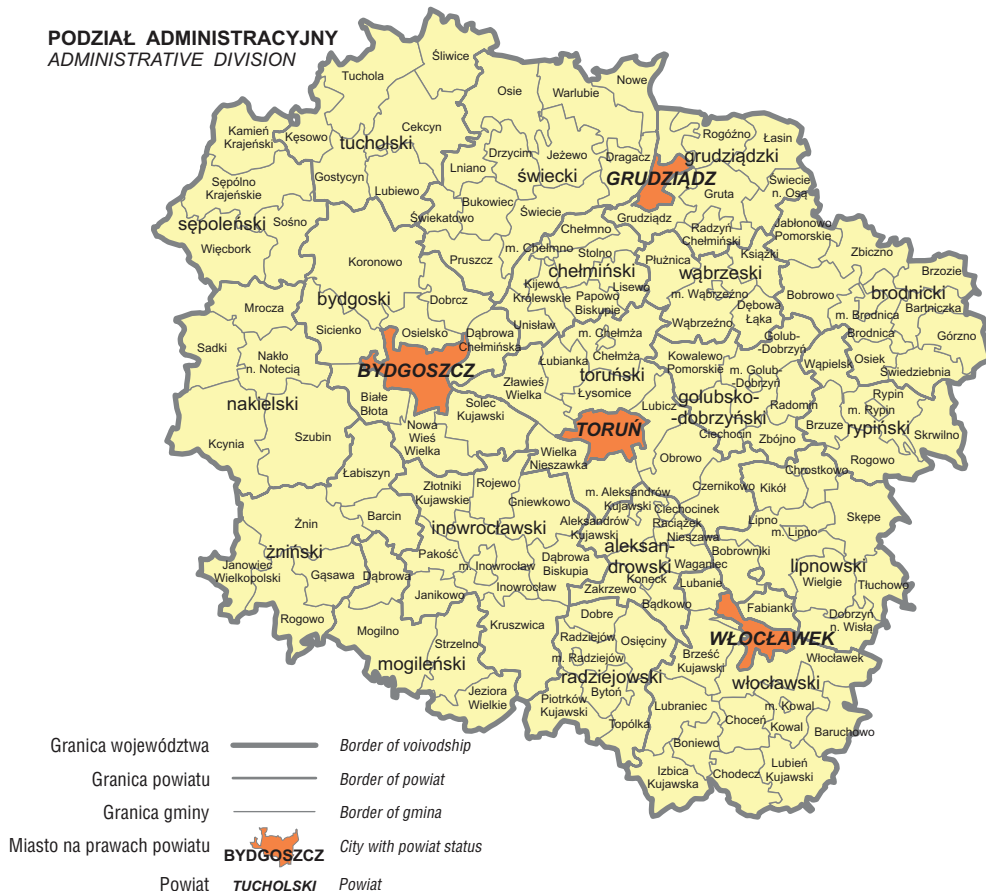 PODZIAŁ ADMINISTRACYJNY
ADMINISTRATIVE DIVISION
Śliwice
Tuchola
Nowe
Osie
Warlubie
Kamień
Krajeński
Kęsowo
Cekcyn
tucholski
Rogóźno
Łasin
grudziądzki
Drzycim
Jeżewo
Dragacz
Lniano
świecki
GRUDZIĄDZ
Gostycyn
Lubiewo
Sępólno
Krajeńskie
Świecie
n. Osą
Gruta
Bukowiec
Świekatowo
Świecie
Grudziądz
sępoleński
Sośno
Więcbork
Chełmno
Radzyń
Chełmiński
Jabłonowo
Pomorskie
m. Chełmno
Stolno
Płużnica
Książki
Zbiczno
Koronowo
Pruszcz
chełmiński
wąbrzeski
Brzozie
Kijewo
Królewskie
Lisewo
Papowo
Biskupie
m. Wąbrzeźno
Dębowa
Łąka
Bobrowo
brodnicki
Bartniczka
m. Brodnica
Brodnica
Górzno
bydgoski
Dobrcz
Mrocza
Sicienko
Osielsko
Dąbrowa
Chełmińska
Unisław
m. Chełmża
Wąbrzeźno
Golub-
-Dobrzyń
Sadki
Nakło
n. Notecią
BYDGOSZCZ
Łubianka
Chełmża
Kowalewo
Pomorskie
m. Golub-
-Dobrzyń
Wąpielsk
Osiek
Świedziebnia
toruński
Zławieś
Wielka
Łysomice
golubsko-
-dobrzyński
Radomin
Rypin
m. Rypin
nakielski
Białe
Błota
Solec
Kujawski
Lubicz
TORUŃ
Ciechocin
Zbójno
Brzuze
rypiński
Skrwilno
Kcynia
Szubin
Nowa
Wieś
Wielka
Wielka
Nieszawka
Obrowo
Rogowo
Łabiszyn
Chrostkowo
Czernikowo
Kikół
Złotniki
Kujawskie
Rojewo
Gniewkowo
m. Aleksandrów
Kujawski
Ciechocinek
Raciążek
Nieszawa
Skępe
Barcin
Żnin
inowrocławski
Aleksandrów
Kujawski
Lipno
m. Lipno
aleksan-
drowski
Bobrowniki
żniński
Pakość
m. Inowrocław
Dąbrowa
Biskupia
Waganiec
lipnowski
Janowiec
Wielkopolski
Gąsawa
Dąbrowa
Inowrocław
Koneck
Lubanie
Wielgie
Tłuchowo
Janikowo
Zakrzewo
Bądkowo
Fabianki
Dobrzyń
n. Wisłą
Rogowo
Mogilno
Kruszwica
Dobre
WŁOCŁAWEK
Strzelno
Radziejów
Osięciny
Brześć
Kujawski
Włocławek
mogileński
m. Radziejów
radziejowski
włocławski
Jeziora
Wielkie
Piotrków
Kujawski
Bytoń
Lubraniec
m. Kowal
Kowal
Topólka
Choceń
Baruchowo
Boniewo
Izbica
Kujawska
Chodecz
Lubień
Kujawski
Granica województwa Border of voivodship
Granica powiatu Border of powiat
Granica gminy Border of gmina
Miasto na prawach powiatu BYDGOSZCZ City with powiat status
Powiat TUCHOLSKI Powiat